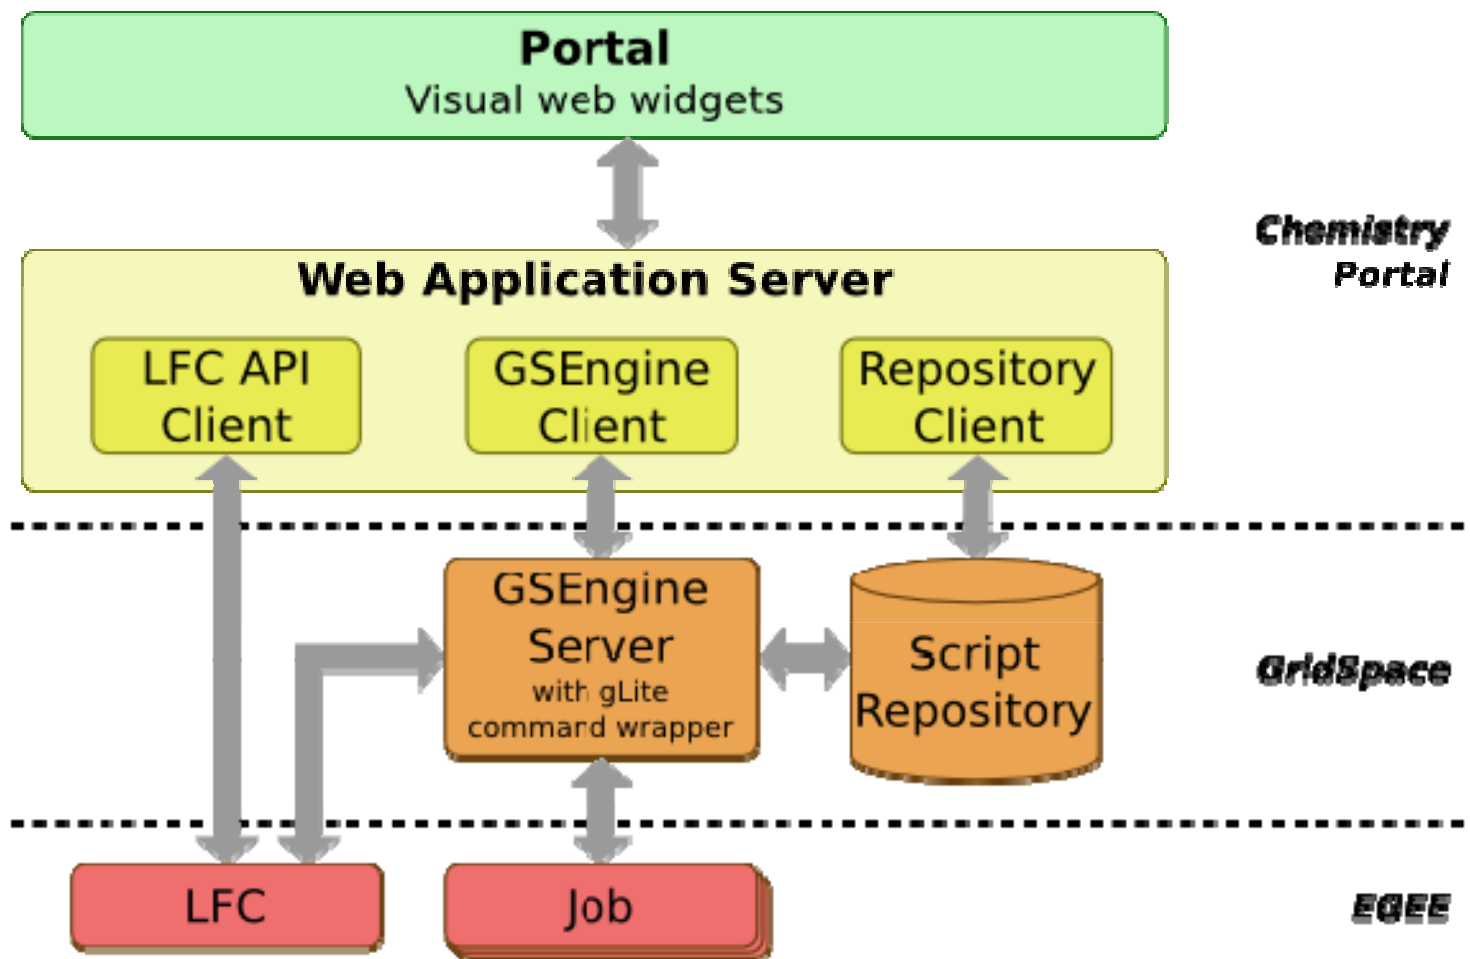 Portal
Visual web widgets
Chemistry
Portal
Web Application Server
LFC API
Client
GSEngine
Client
Repository
Client
GSEngine
Server
with gLite
command wrapper
Script
Repository
GridSpace
LFC
Job
EGEE